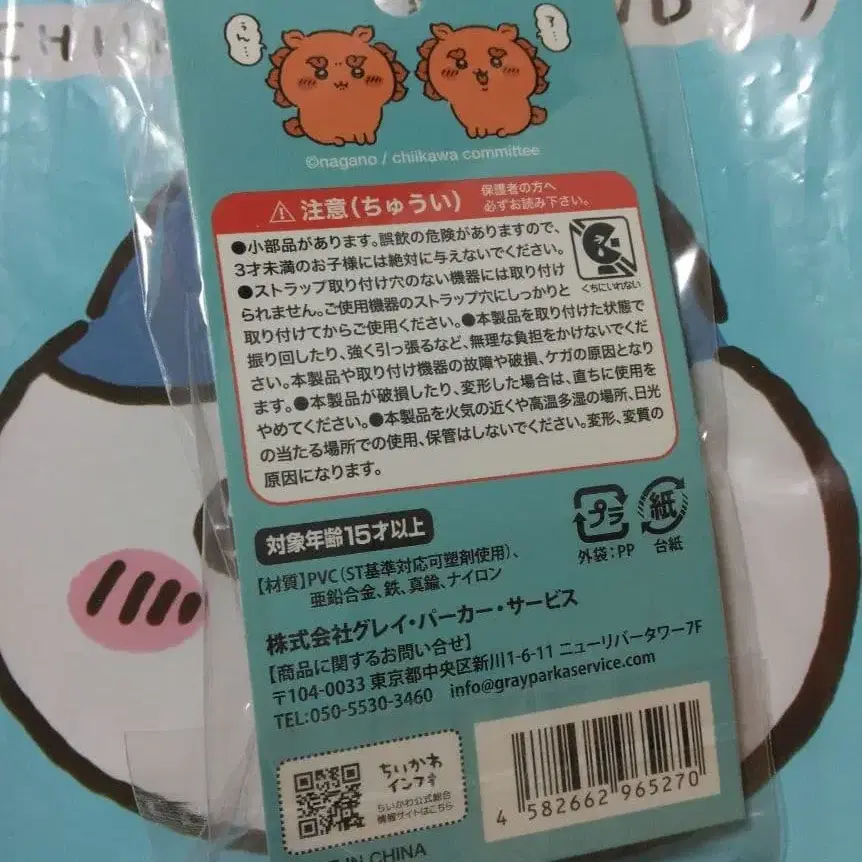 うん…
ア…
©nagano / chiikawa committee
注意(ちゅうい)
保護者の方へ
必ずお読み下さい。
●小部品があります。誤飲の危険がありますので、
3才未満のお子様には絶対に与えないでください。
●ストラップ取り付け穴のない機器には取り付け
られません。ご使用機器のストラップ穴にしっかりと
取り付けてからご使用ください。●本製品を取り付けた状態で
振り回したり、強く引っ張るなど、無理な負担をかけないでくだ
さい。本製品や取り付け機器の故障や破損、ケガの原因となり
ます。●本製品が破損したり、変形した場合は、直ちに使用を
やめてください。●本製品を火気の近くや高温多湿の場所、日光
の当たる場所での使用、保管はしないでください。変形、変質の
原因になります。
くちにいれない
対象年齢15才以上
プラ
外装:PP
紙
台紙
【材質】PVC(ST基準対応可塑剤使用)、
亜鉛合金、鉄、真鍮、ナイロン
株式会社グレイ・パーカー・サービス
【商品に関するお問い合せ】
〒104-0033 東京都中央区新川1-6-11 ニューリバータワー7F
TEL:050-5530-3460 info@grayparkaservice.com
ちいかわ
インフォ
ちいかわ公式総合
情報サイトはこちら
4 582662 965270
IN CHINA